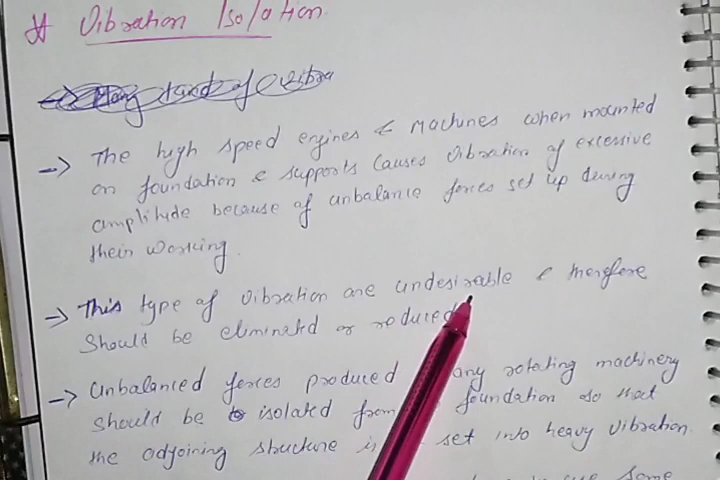 Vibration Isolation
→ The high speed engines & machines when mounted
on foundation & supports causes vibration of excessive
amplitude because of unbalance forces set up during
their working.
→ This type of vibration are undesirable & therefore
should be eliminated or reduced
→ Unbalanced forces produced any rotating machinery
should be isolated from foundation so that
the adjoining structure is set into heavy vibration.
some